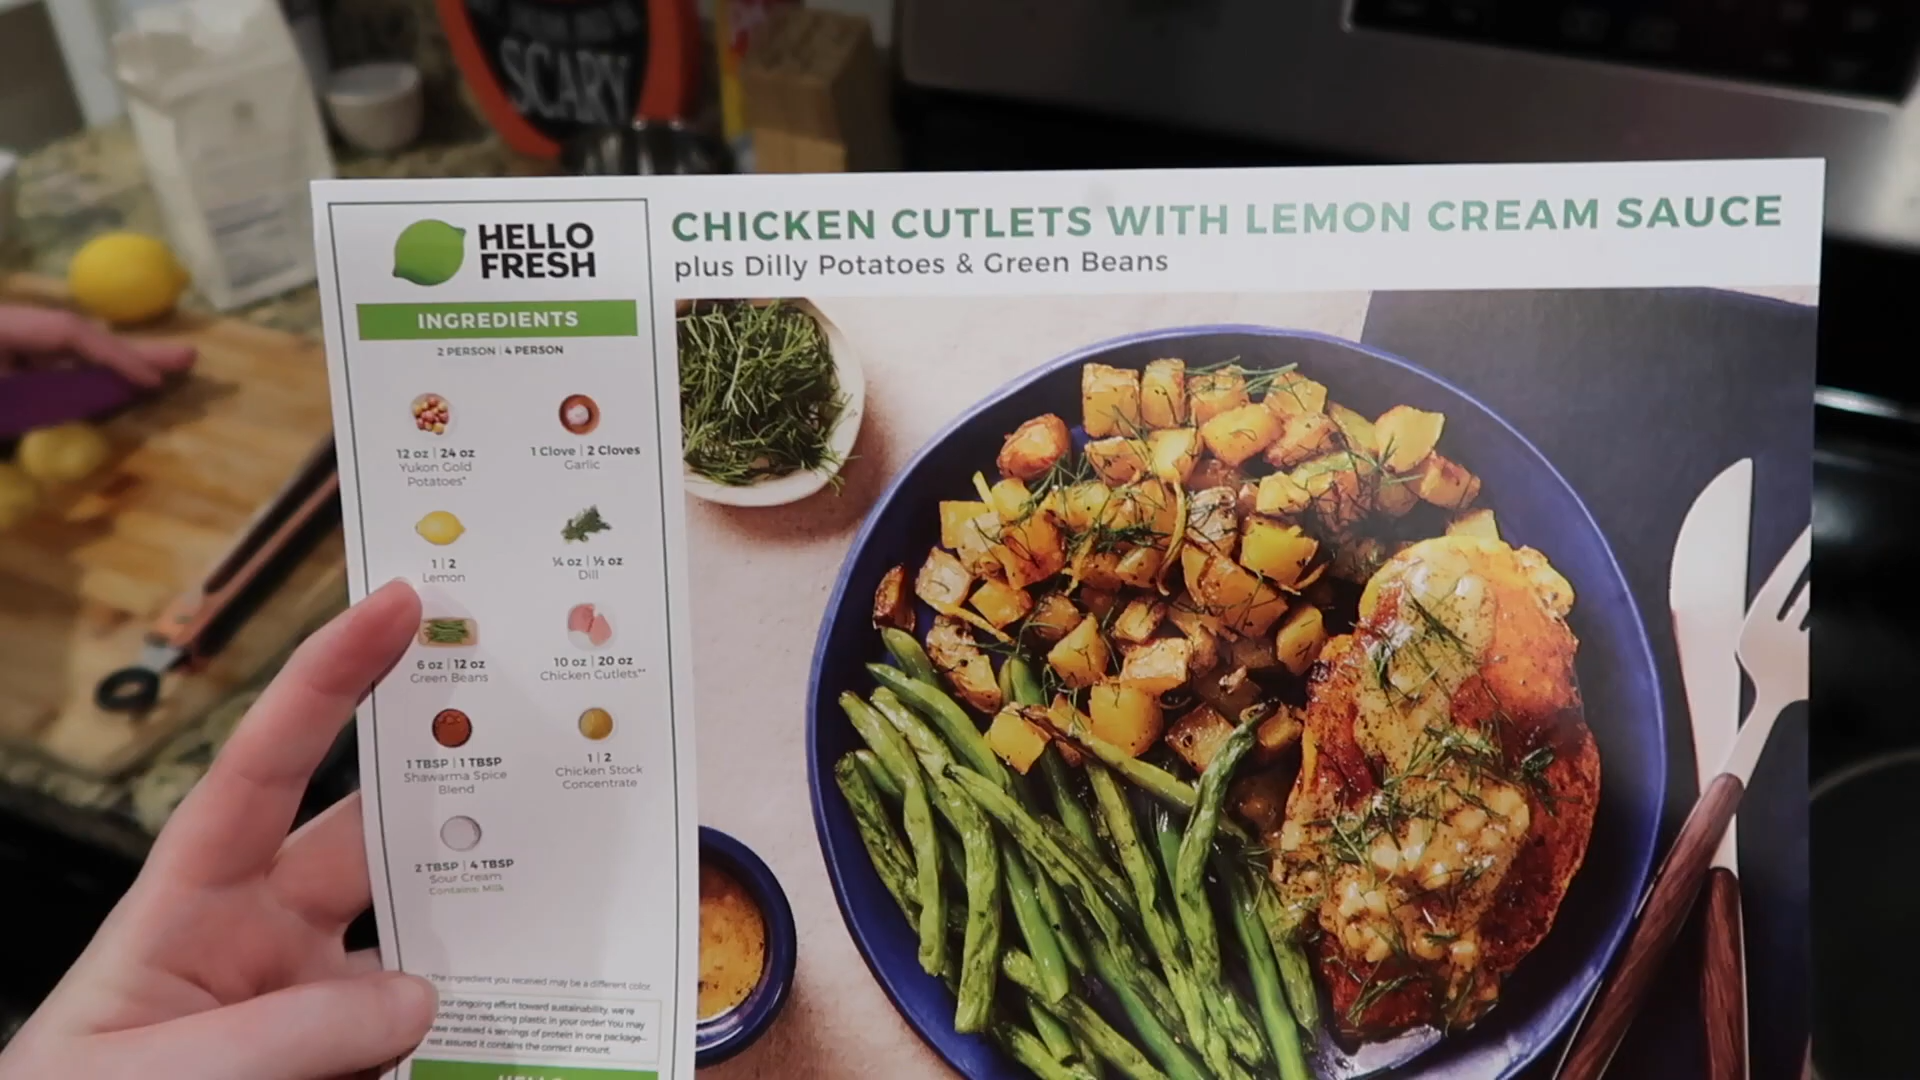 SCARY
HELLO
FRESH
CHICKEN CUTLETS WITH LEMON CREAM SAUCE
plus Dilly Potatoes & Green Beans
INGREDIENTS
2 PERSON | 4 PERSON
12 oz | 24 oz
Yukon Gold
Potatoes*
1 Clove | 2 Cloves
Garlic
1 | 2
Lemon
¼ oz | ½ oz
Dill
6 oz | 12 oz
Green Beans
10 oz | 20 oz
Chicken Cutlets**
1 TBSP | 1 TBSP
Shawarma Spice
Blend
1 | 2
Chicken Stock
Concentrate
2 TBSP | 4 TBSP
Sour Cream
Contains: Milk
* The ingredient you received may be a different color.
our ongoing effort toward sustainability, we're
orking on reducing plastic in your order! You may
ave received 4 servings of protein in one package—
rest assured it contains the correct amount.
HELLO